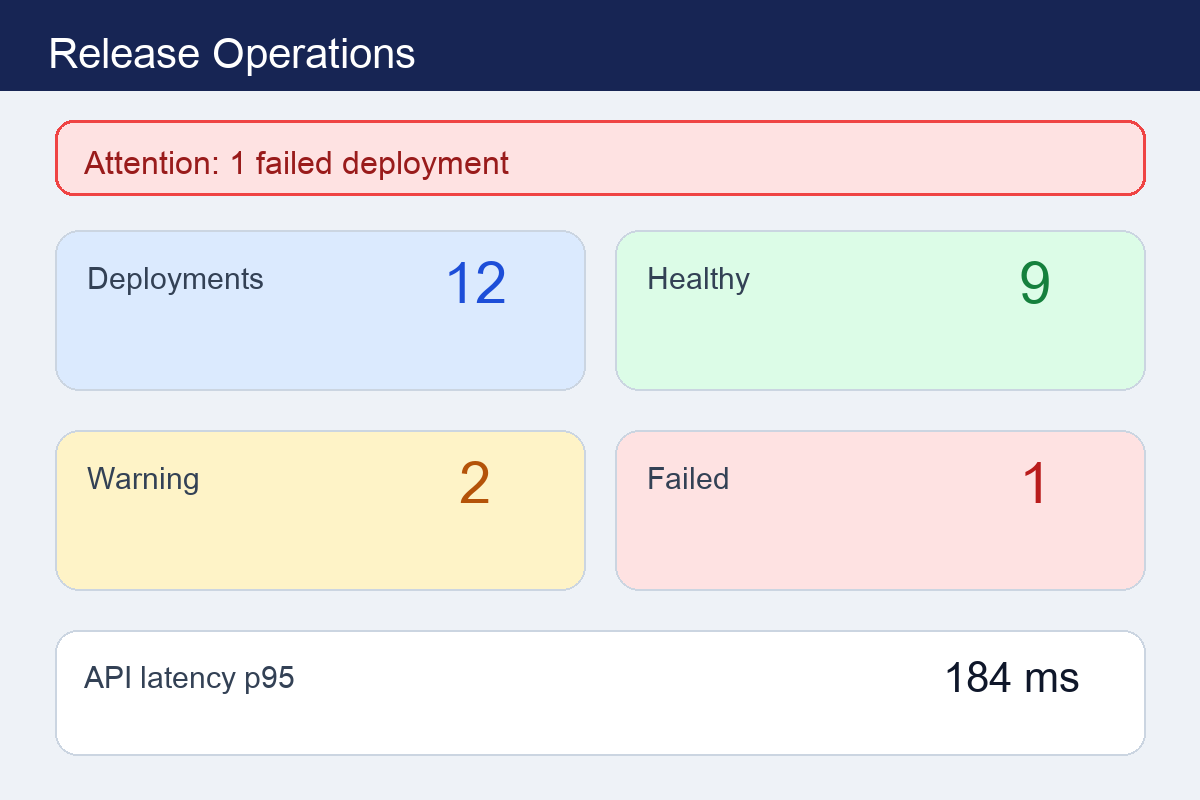 Release Operations
Attention: 1 failed deployment
Deployments 12
Healthy 9
Warning 2
Failed 1
API latency p95 184 ms